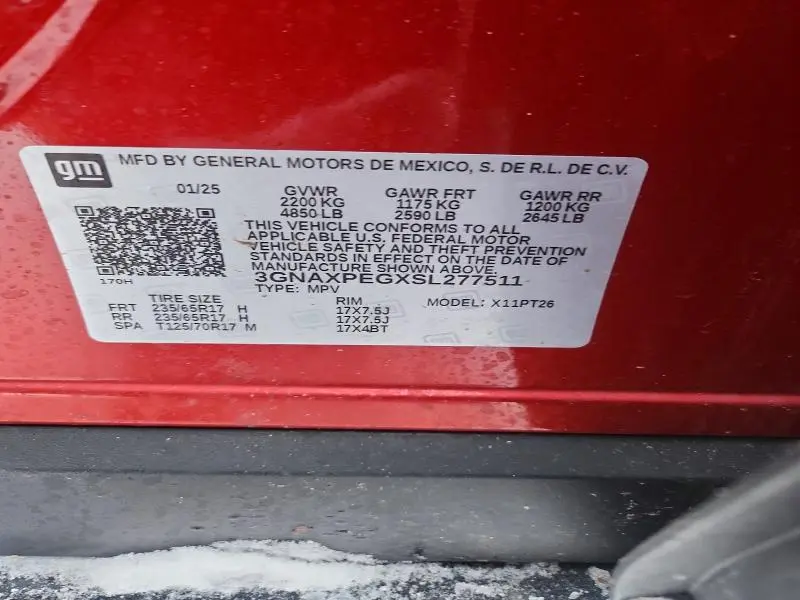 gm MFD BY GENERAL MOTORS DE MEXICO, S. DE R.L. DE C.V.
01/25 GVWR GAWR FRT GAWR RR
2200 KG 1175 KG 1200 KG
4850 LB 2590 LB 2645 LB
THIS VEHICLE CONFORMS TO ALL
APPLICABLE U.S. FEDERAL MOTOR
VEHICLE SAFETY AND THEFT PREVENTION
STANDARDS IN EFFECT ON THE DATE OF
MANUFACTURE SHOWN ABOVE.
170H
3GNAXPEGXSL277511
TYPE: MPV
TIRE SIZE RIM MODEL: X11PT26
FRT 235/65R17 H 17X7.5J
RR 235/65R17 H 17X7.5J
SPA T125/70R17 M 17X4BT